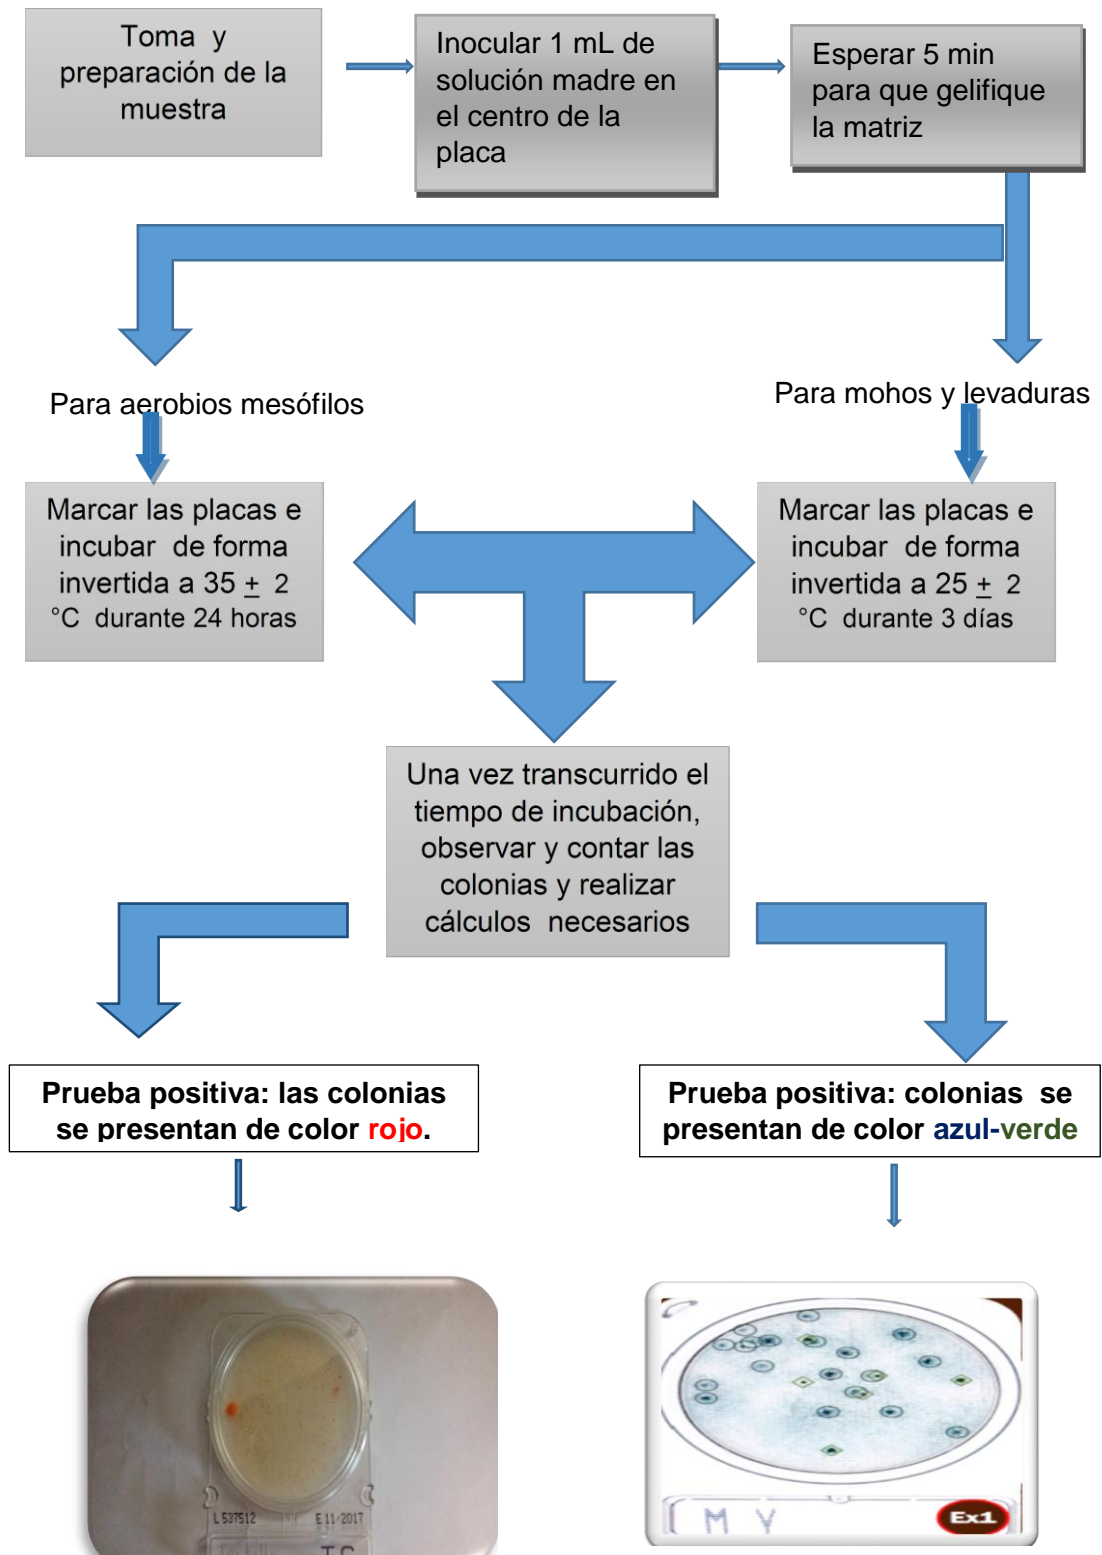 Toma y
preparación de la
muestra
Inocular 1 mL de
solución madre en
el centro de la
placa
Esperar 5 min
para que gelifique
la matriz
Para aerobios mesófilos
Para mohos y levaduras
Marcar las placas e
incubar de forma
invertida a 35 ± 2
°C durante 24 horas
Marcar las placas e
incubar de forma
invertida a 25 ± 2
°C durante 3 días
Una vez transcurrido el
tiempo de incubación,
observar y contar las
colonias y realizar
cálculos necesarios
Prueba positiva: las colonias
se presentan de color rojo.
Prueba positiva: colonias se
presentan de color azul-verde
L 537512 E 11/2017
TC
M Y
Ex1